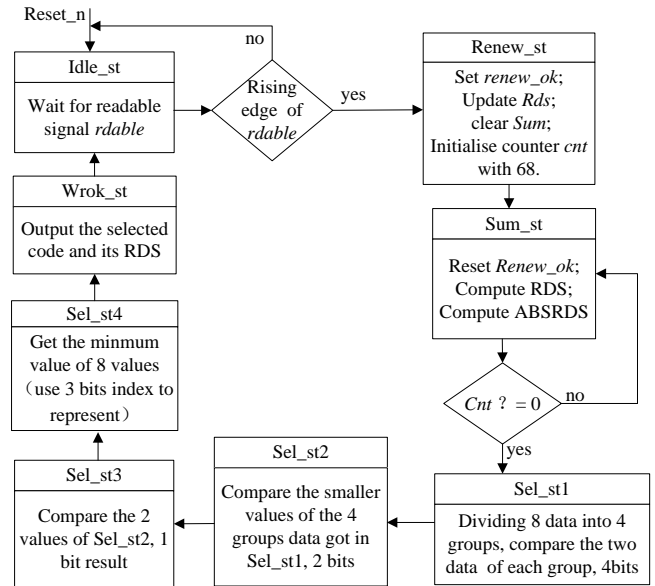 Reset_n
no
Idle_st
Wait for readable
signal rdable
Rising
edge of
rdable
yes
Renew_st
Set renew_ok;
Update Rds;
clear Sum;
Initialise counter cnt
with 68.
Wrok_st
Output the selected
code and its RDS
Sum_st
Reset Renew_ok;
Compute RDS;
Compute ABSRDS
Sel_st4
Get the minmum
value of 8 values
（use 3 bits index to
represent）
Cnt？= 0
no
yes
Sel_st3
Compare the 2
values of Sel_st2, 1
bit result
Sel_st2
Compare the smaller
values of the 4
groups data got in
Sel_st1, 2 bits
Sel_st1
Dividing 8 data into 4
groups, compare the two
data of each group, 4bits